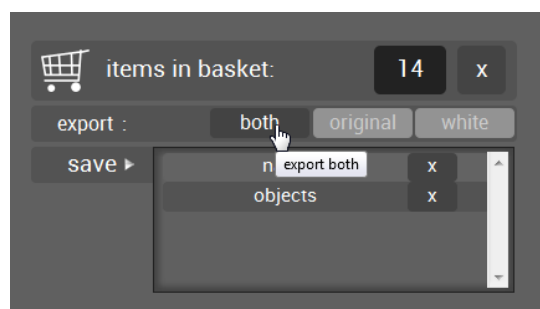 items in basket: 14 x
export : both original white
save
export both
x
objects x